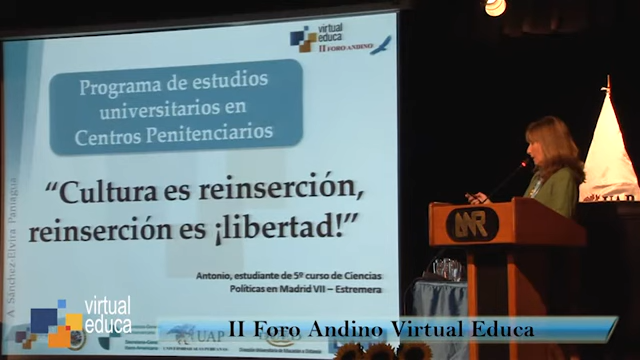 virtual
educa
II FORO ANDINO
Programa de estudios
universitarios en
Centros Penitenciarios
“Cultura es reinserción,
reinserción es ¡libertad!”
Antonio, estudiante de 5º curso de Ciencias
Políticas en Madrid VII – Estremera
A Sánchez-Elvira Paniagua
virtual
educa
II Foro Andino Virtual Educa
UAP